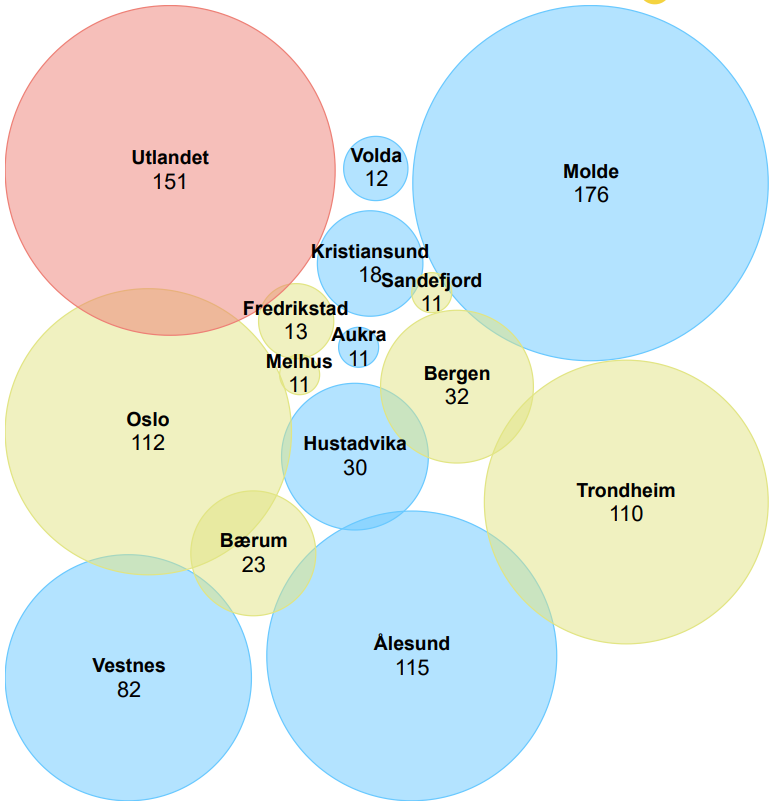 Utlandet
151
Volda
12
Molde
176
Kristiansund
18
Sandefjord
11
Fredrikstad
13
Aukra
11
Melhus
11
Bergen
32
Oslo
112
Hustadvika
30
Trondheim
110
Bærum
23
Vestnes
82
Ålesund
115